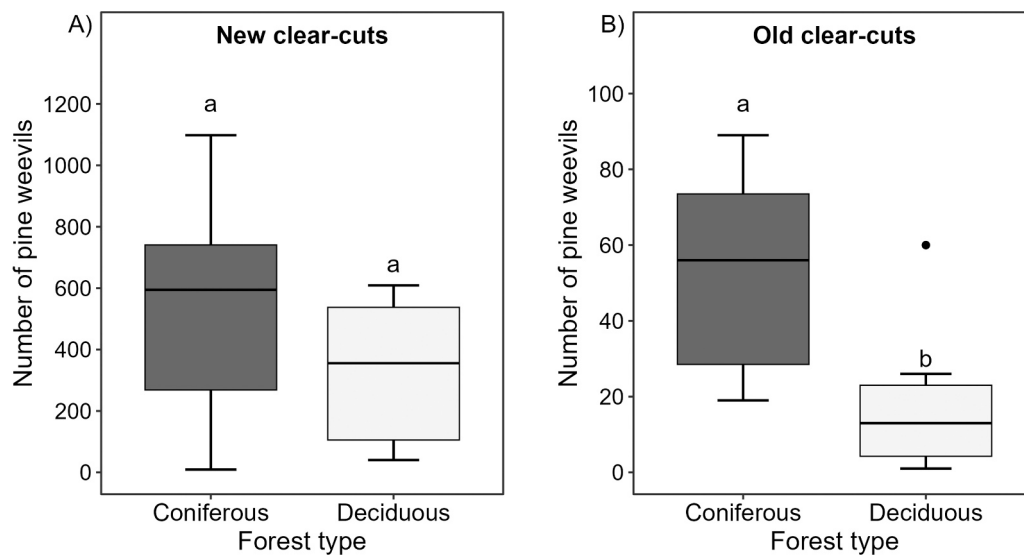 A)
New clear-cuts
Number of pine weevils
1200
1000
800
600
400
200
0
a
a
Coniferous Deciduous
Forest type
B)
Old clear-cuts
Number of pine weevils
100
80
60
40
20
0
a
b
Coniferous Deciduous
Forest type